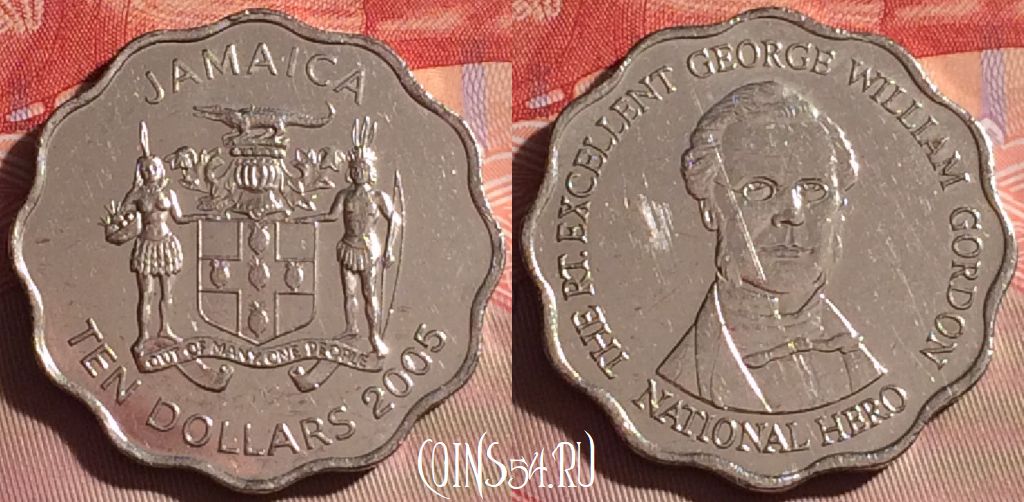 JAMAICA
OUT OF MANY, ONE PEOPLE
TEN DOLLARS 2005
THE RT. EXCELLENT GEORGE WILLIAM GORDON
NATIONAL HERO
COINS54.RU